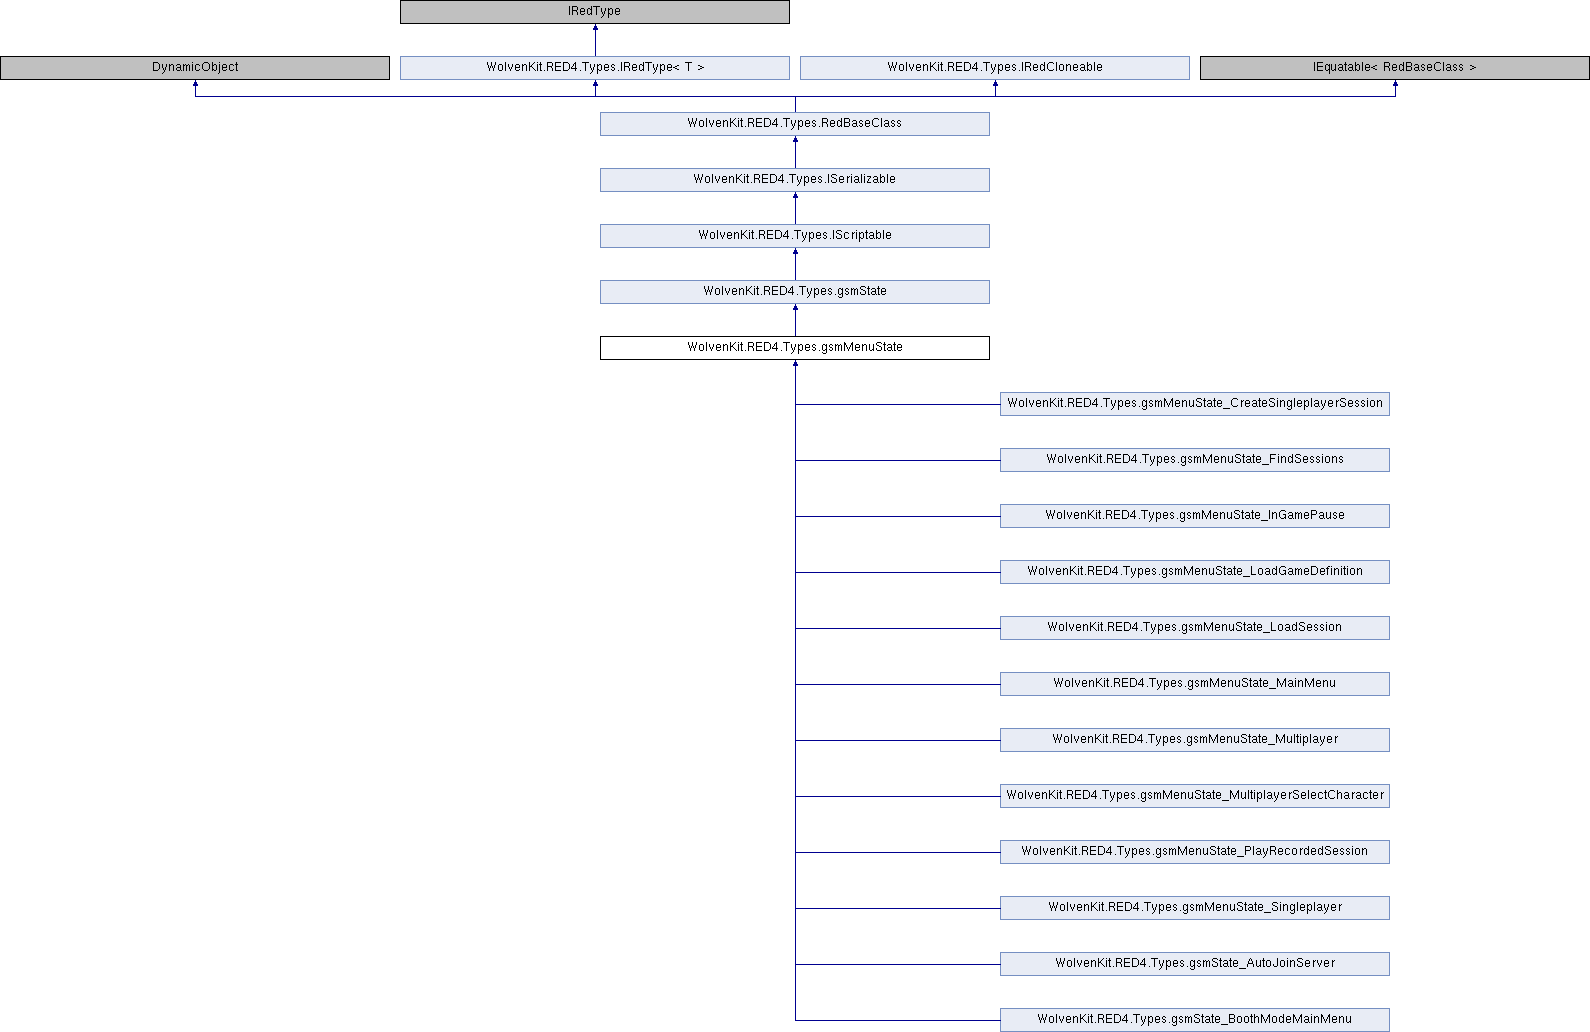 IRedType
DynamicObject
WolvenKit.RED4.Types.IRedType< T >
WolvenKit.RED4.Types.IRedCloneable
IEquatable< RedBaseClass >
WolvenKit.RED4.Types.RedBaseClass
WolvenKit.RED4.Types.ISerializable
WolvenKit.RED4.Types.IScriptable
WolvenKit.RED4.Types.gsmState
WolvenKit.RED4.Types.gsmMenuState
WolvenKit.RED4.Types.gsmMenuState_CreateSingleplayerSession
WolvenKit.RED4.Types.gsmMenuState_FindSessions
WolvenKit.RED4.Types.gsmMenuState_InGamePause
WolvenKit.RED4.Types.gsmMenuState_LoadGameDefinition
WolvenKit.RED4.Types.gsmMenuState_LoadSession
WolvenKit.RED4.Types.gsmMenuState_MainMenu
WolvenKit.RED4.Types.gsmMenuState_Multiplayer
WolvenKit.RED4.Types.gsmMenuState_MultiplayerSelectCharacter
WolvenKit.RED4.Types.gsmMenuState_PlayRecordedSession
WolvenKit.RED4.Types.gsmMenuState_Singleplayer
WolvenKit.RED4.Types.gsmState_AutoJoinServer
WolvenKit.RED4.Types.gsmState_BoothModeMainMenu